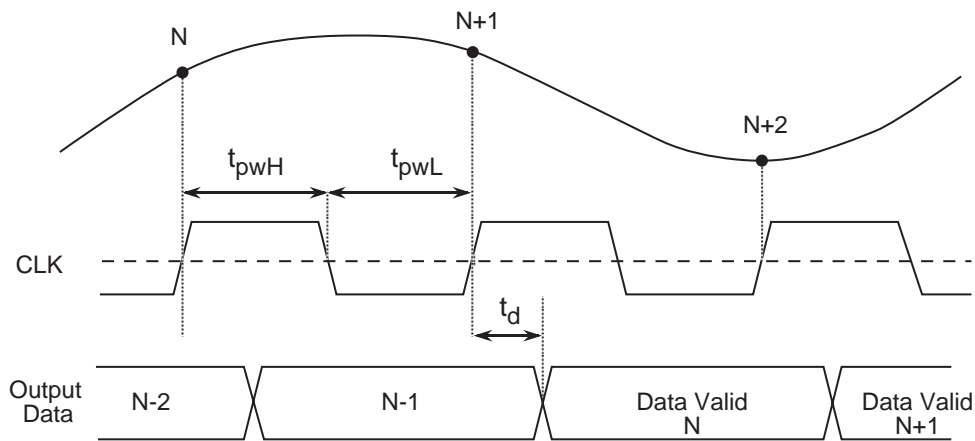 N
N+1
N+2
tpwH
tpwL
CLK
td
Output
Data
N-2
N-1
Data Valid
N
Data Valid
N+1